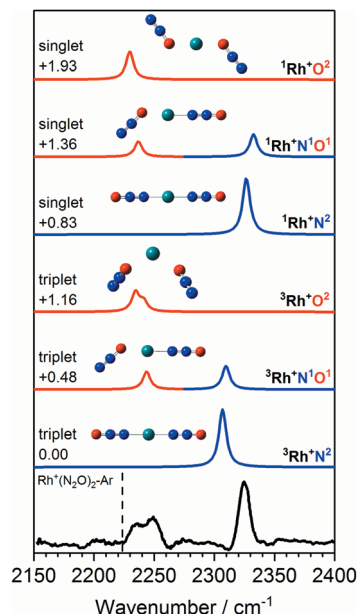 singlet
+1.93
¹Rh⁺O²
singlet
+1.36
¹Rh⁺N¹O¹
singlet
+0.83
¹Rh⁺N²
triplet
+1.16
³Rh⁺O²
triplet
+0.48
³Rh⁺N¹O¹
triplet
0.00
³Rh⁺N²
Rh⁺(N₂O)₂-Ar
2150 2200 2250 2300 2350 2400
Wavenumber / cm⁻¹